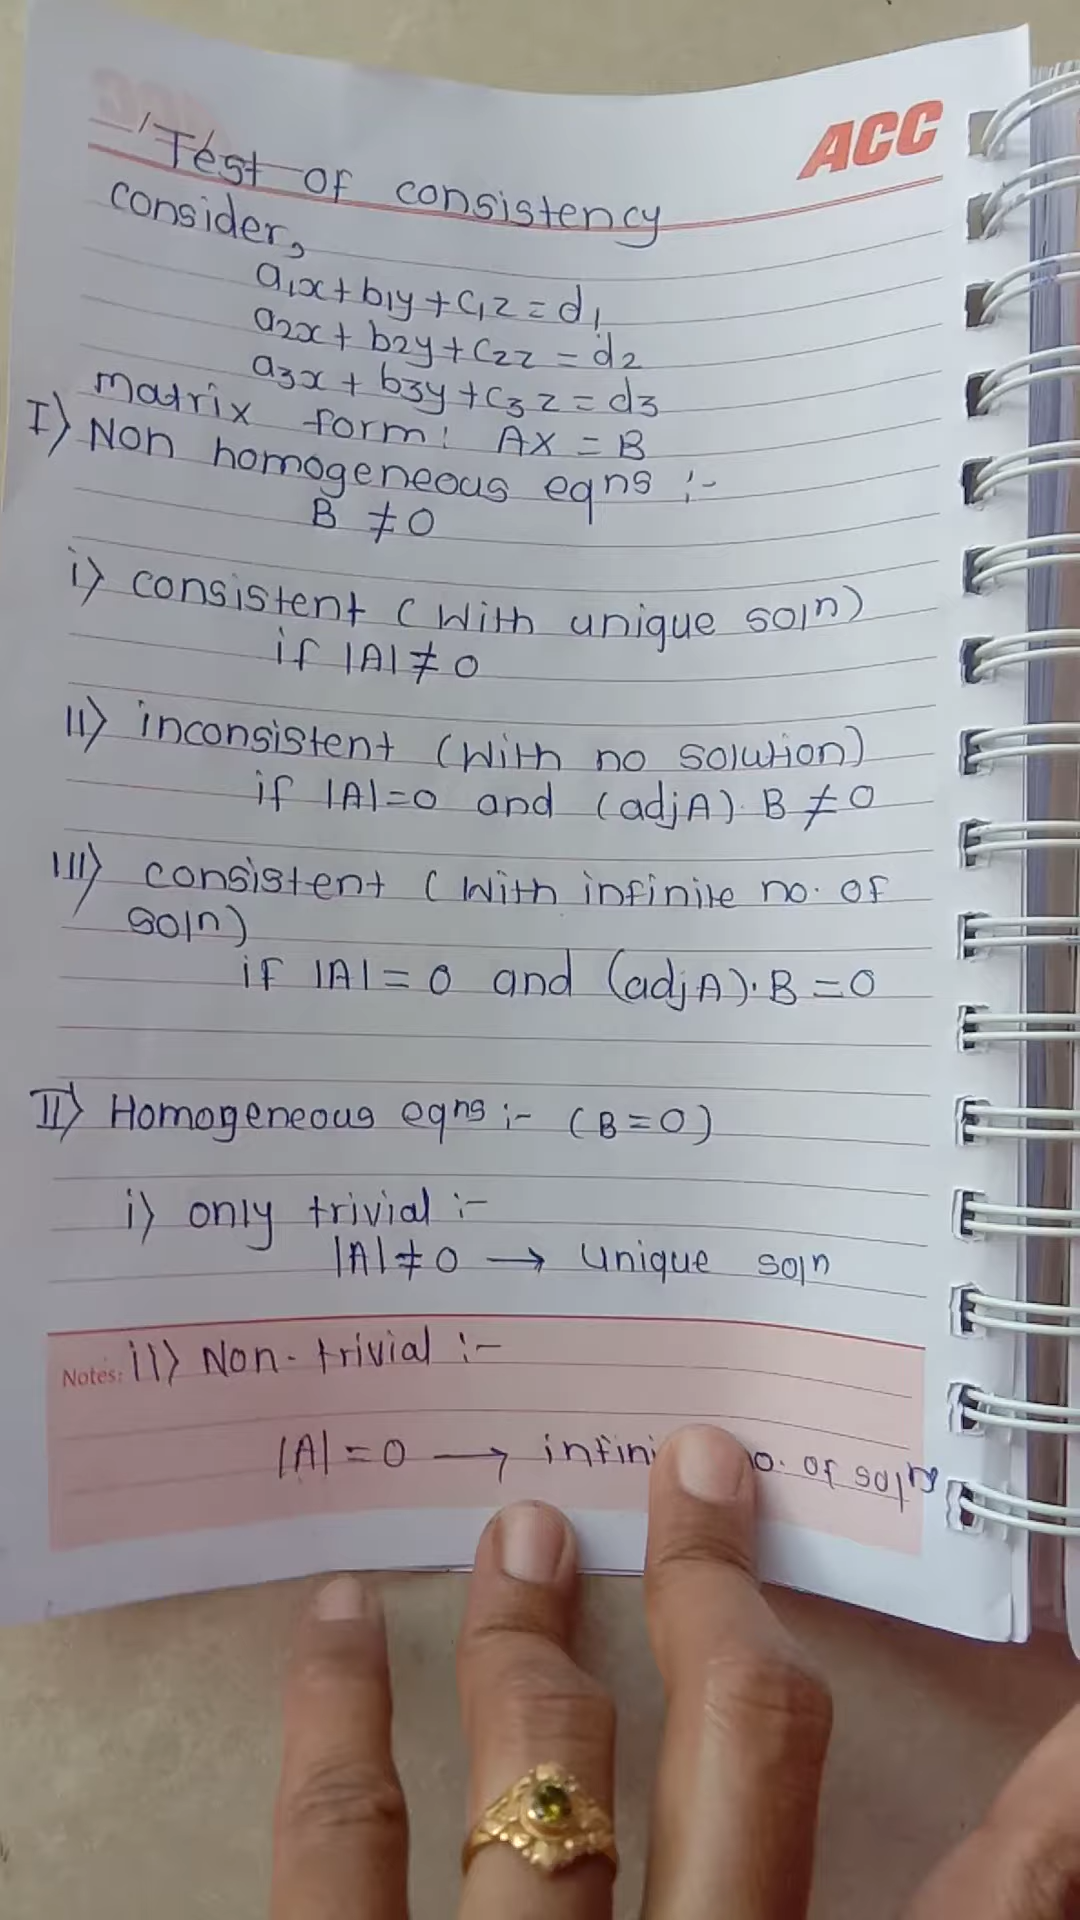 ACC
Test of consistency
consider,
a1x + b1y + c1z = d1
a2x + b2y + c2z = d2
a3x + b3y + c3z = d3
matrix form: AX = B
I) Non homogeneous eqns :-
B ≠ 0
i) consistent (With unique soln)
if |A| ≠ 0
ii) inconsistent (With no solution)
if |A| = 0 and (adjA). B ≠ 0
iii) consistent (With infinite no. of
soln)
if |A| = 0 and (adjA). B = 0
II) Homogeneous eqns :- (B = 0)
i) only trivial :-
|A| ≠ 0 → Unique soln
Notes: ii) Non-trivial :-
|A| = 0 → no. of solns